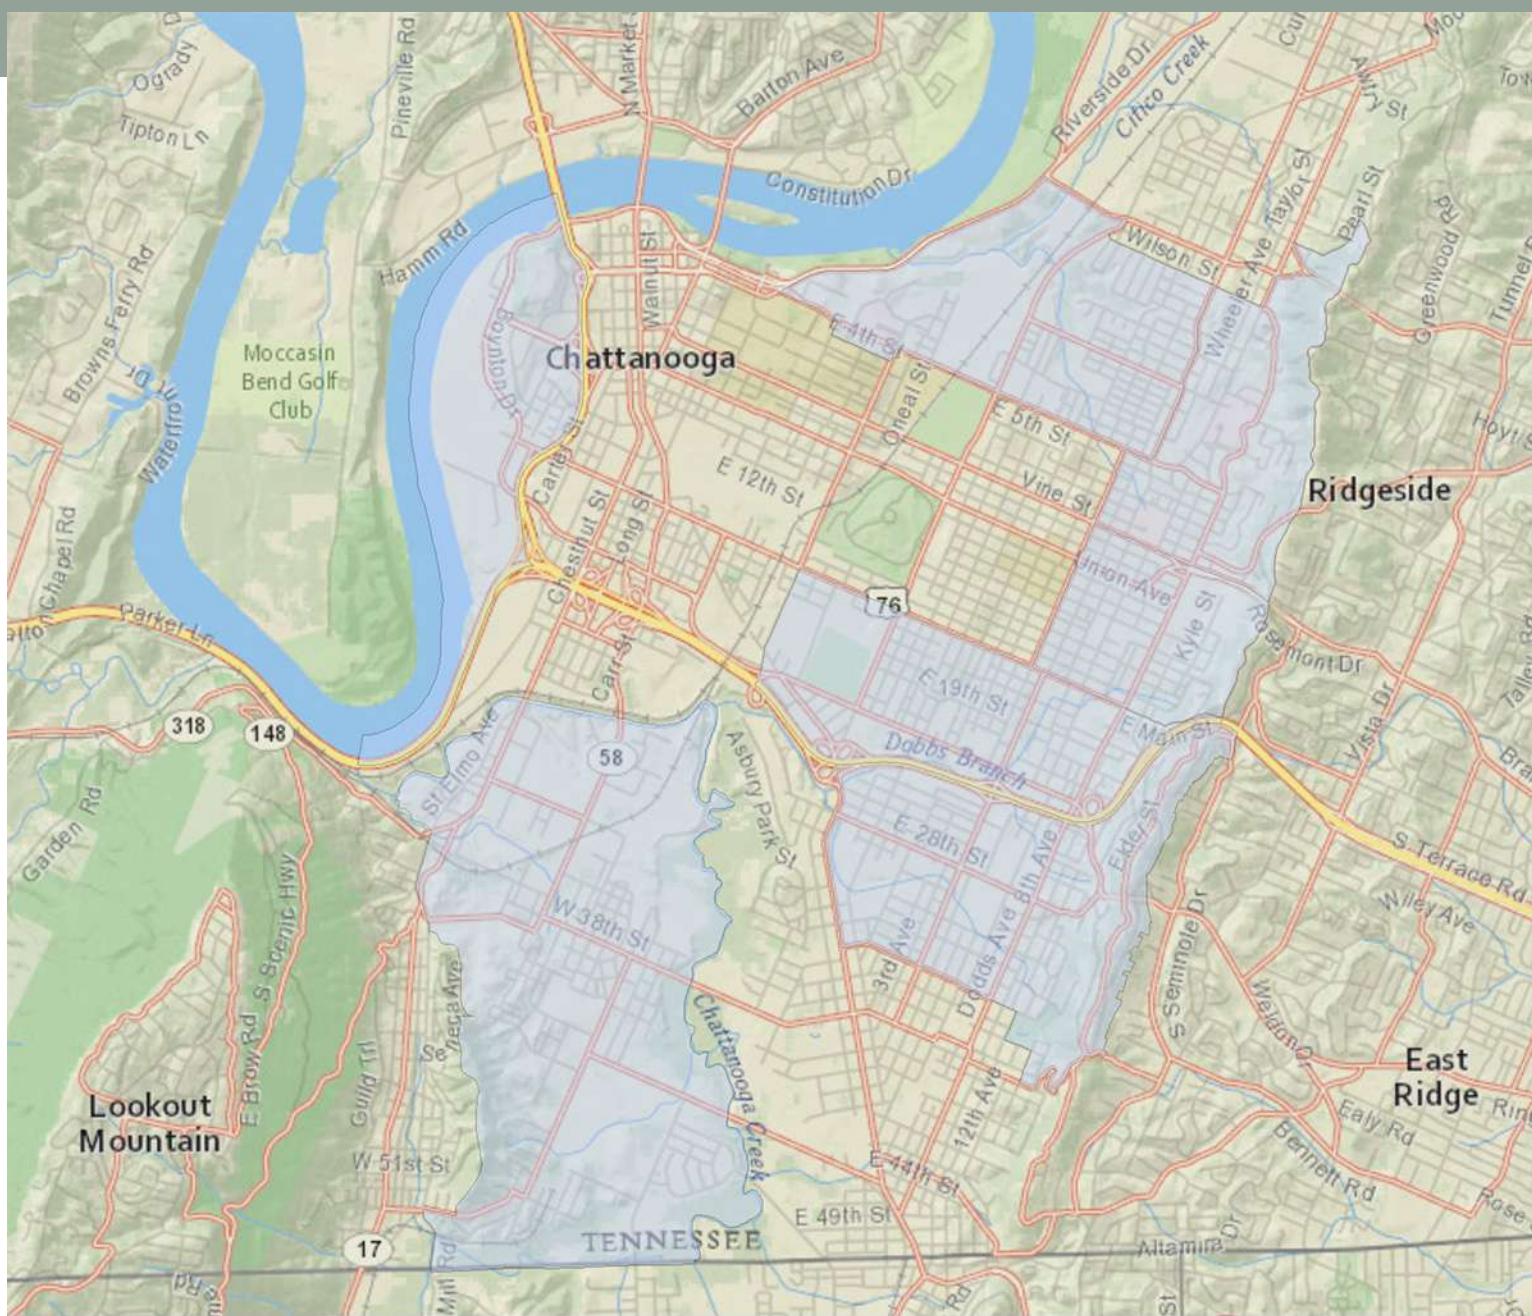 Ogrady
Tipton Ln
Pineville Rd
N Market
Barton Ave
Riverside Dr
Citico Creek
Awtry St
Constitution Dr
Hamm Rd
Browns Ferry Rd
Walnut St
Wilson St
Wheeler Ave
Taylor St
Pearl St
Greenwood Rd
Moccasin
Bend Golf
Club
Boynton Dr
Chattanooga
E 4th St
Oneal St
E 5th St
Waterfront Dr
Carter St
E 12th St
Vine St
Ridgeside
Chestnut St
Long St
Union Ave
76
Kyle St
Rosemont Dr
Parker Ln
Carr St
E 19th St
E Main St
Vista Dr
318
148
58
St Elmo Ave
Asbury Park St
Dobbs Branch
Garden Rd
S Scenic Hwy
E 28th St
8th Ave
Elder St
S Terrace Rd
Willey Ave
W 38th St
3rd Ave
Dodds Ave
S Seminole Dr
Weldon Dr
Seneca Ave
Chattanooga Creek
E Brow Rd
Guild Trl
Lookout
Mountain
12th Ave
East
Ridge
Ealy Rd
Bennett Rd
W 51st St
E 44th St
E 49th St
17
TENNESSEE
Altamira Dr
Mill Rd
Rd
St